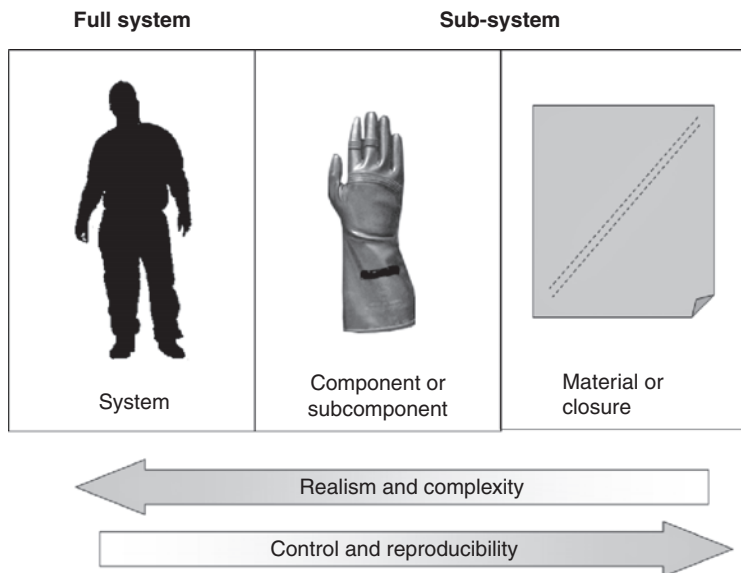 Full system
Sub-system
System
Component or
subcomponent
Material or
closure
Realism and complexity
Control and reproducibility